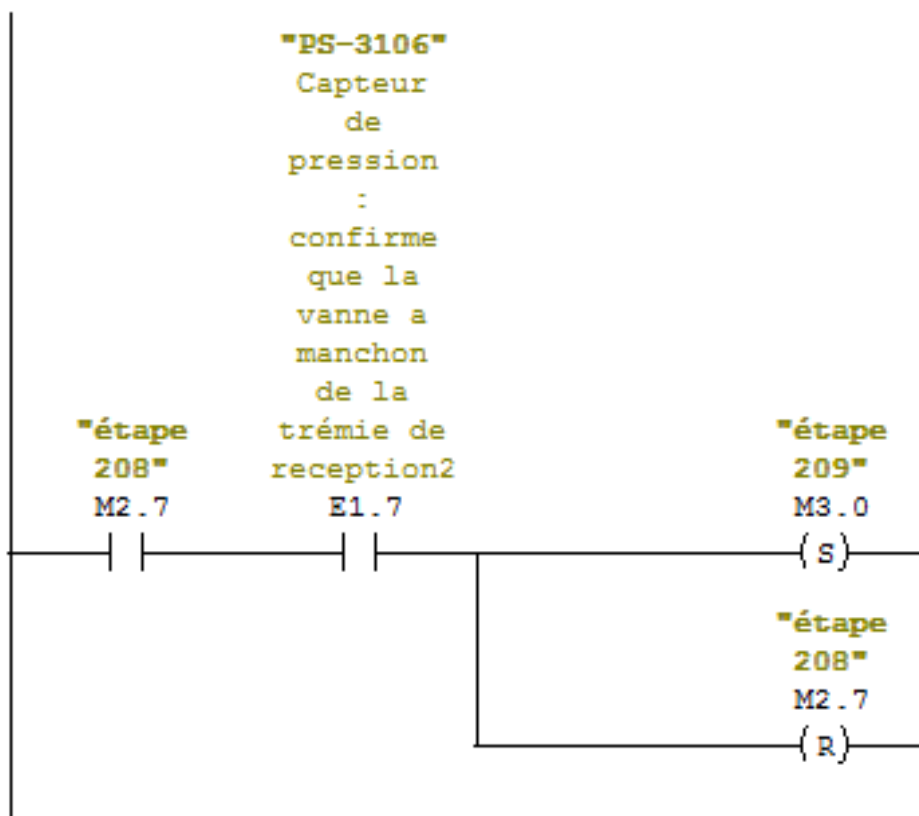 "PS-3106"
Capteur
de
pression
:
confirme
que la
vanne a
manchon
de la
trémie de
reception2
"étape
208"
M2.7
E1.7
"étape
209"
M3.0
S
"étape
208"
M2.7
R